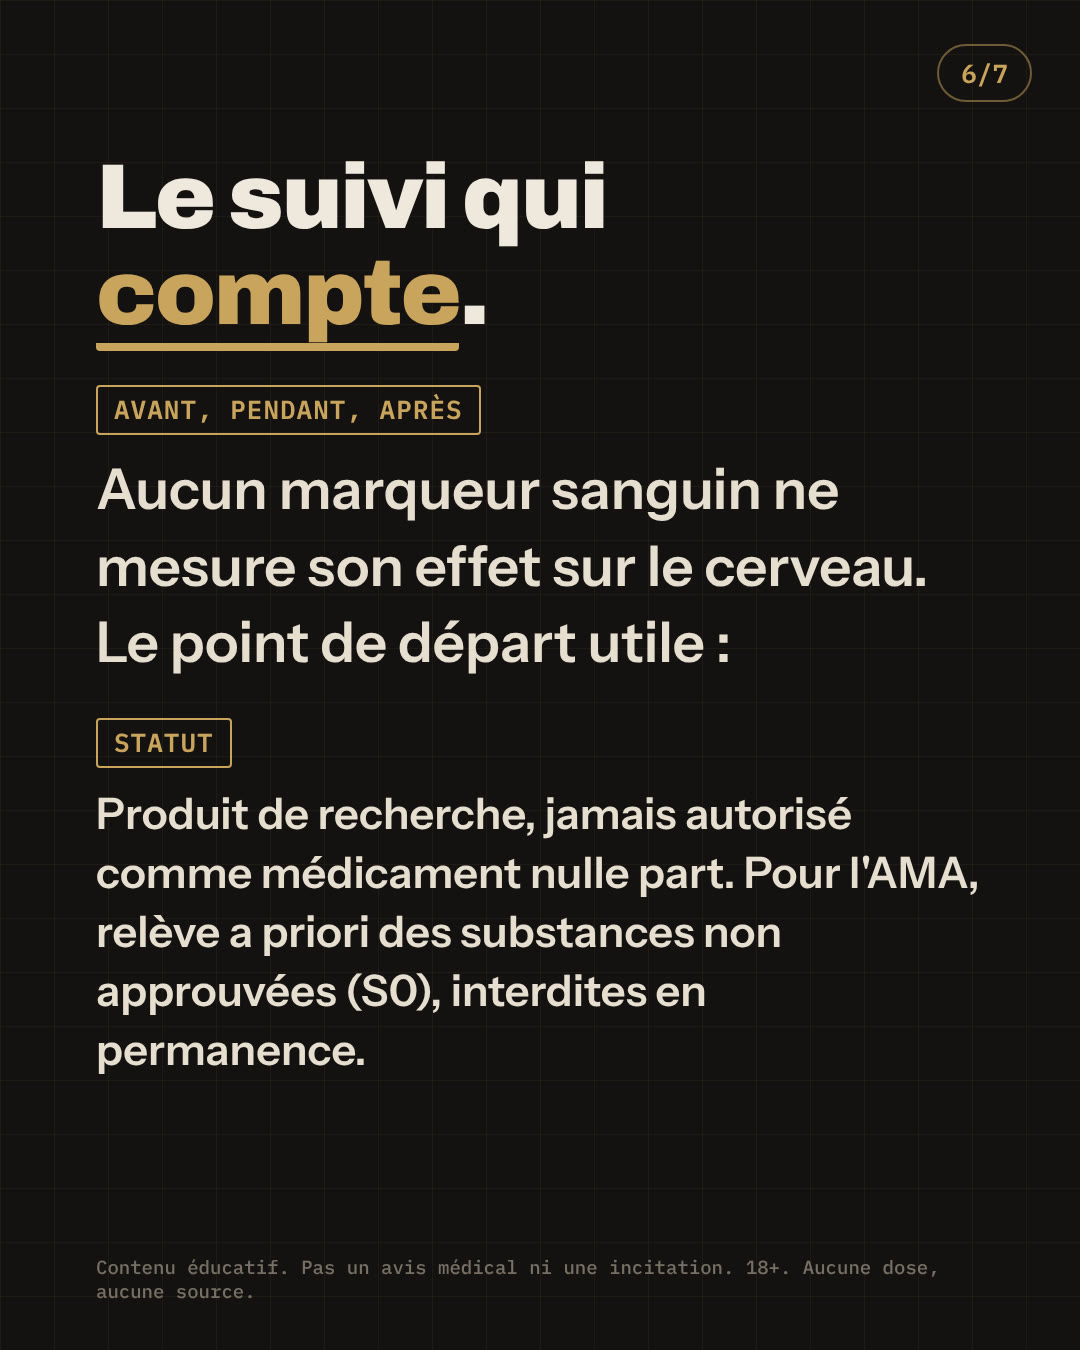 6/7
Le suivi qui
compte.
AVANT, PENDANT, APRÈS
Aucun marqueur sanguin ne
mesure son effet sur le cerveau.
Le point de départ utile :
STATUT
Produit de recherche, jamais autorisé
comme médicament nulle part. Pour l'AMA,
relève a priori des substances non
approuvées (S0), interdites en
permanence.
Contenu éducatif. Pas un avis médical ni une incitation. 18+. Aucune dose,
aucune source.